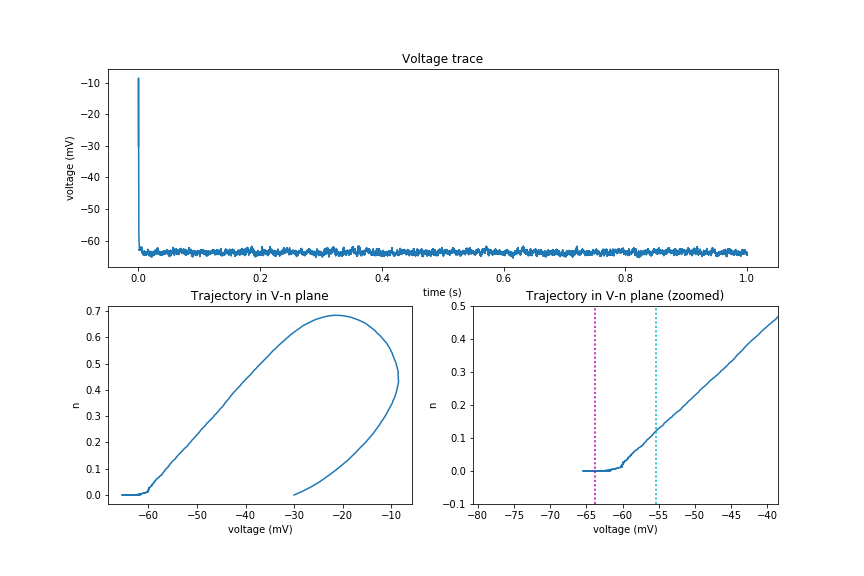 Voltage trace
voltage (mV)
−10
−20
−30
−40
−50
−60
0.0 0.2 0.4 0.6 0.8 1.0
time (s)
Trajectory in V-n plane
n
0.7
0.6
0.5
0.4
0.3
0.2
0.1
0.0
−60 −50 −40 −30 −20 −10
voltage (mV)
Trajectory in V-n plane (zoomed)
n
0.5
0.4
0.3
0.2
0.1
0.0
−0.1
−80 −75 −70 −65 −60 −55 −50 −45 −40
voltage (mV)